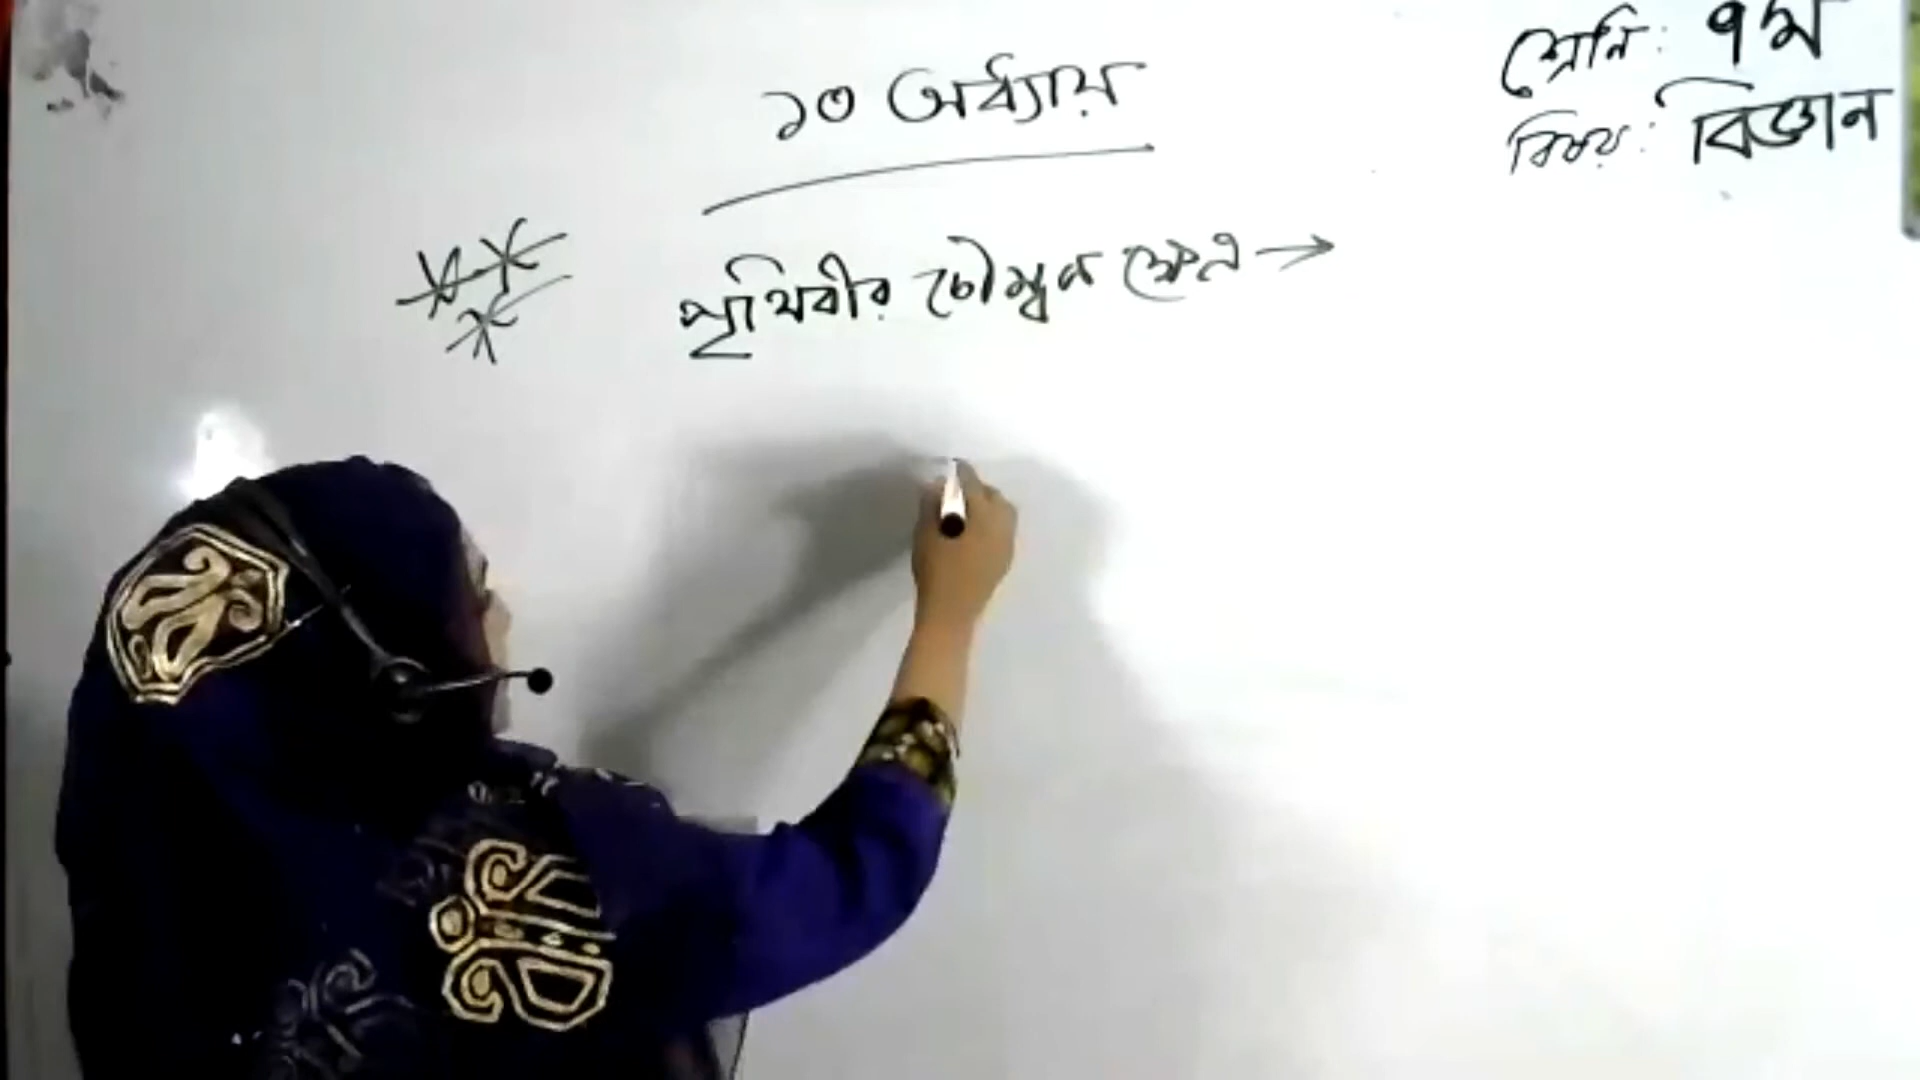 ১৩ অধ্যায়
শ্রেনি: ৭ম
বিষয়: বিজ্ঞান
পৃথিবীর চৌম্বক ক্ষেত্র →